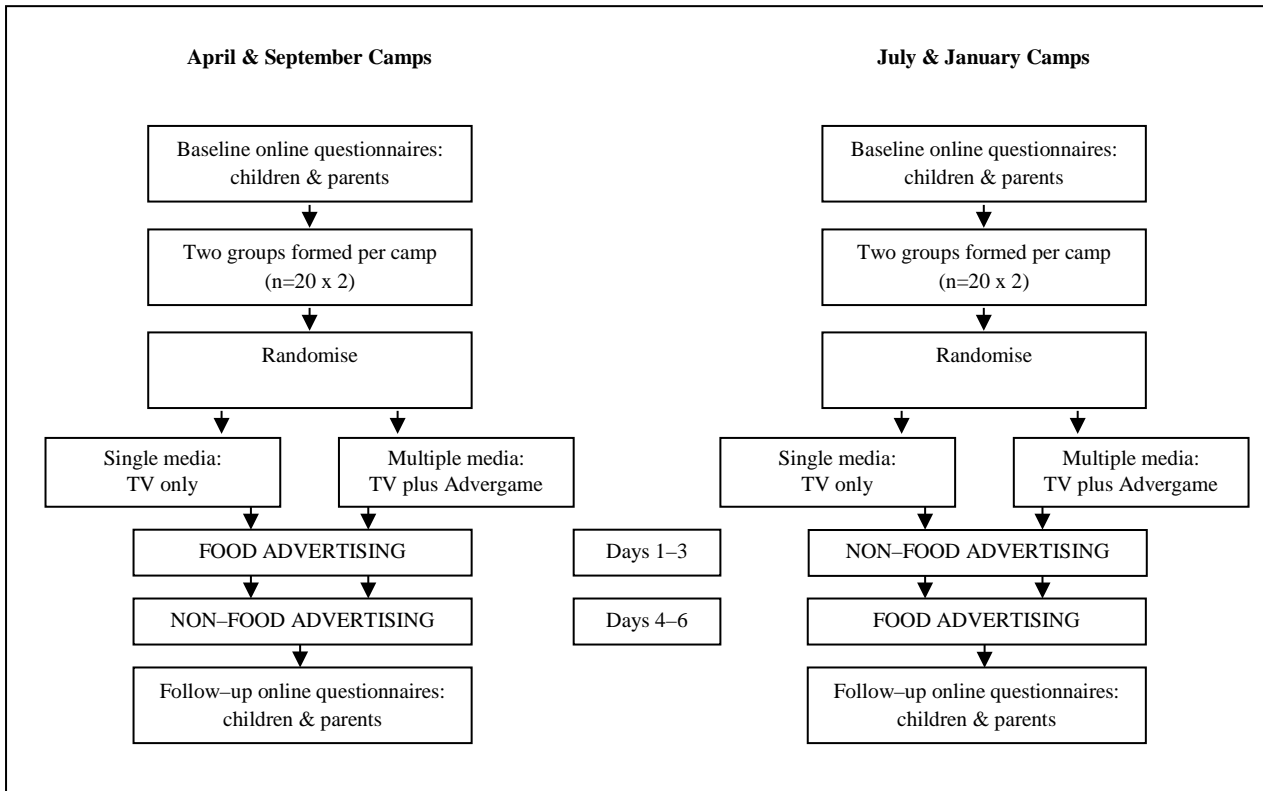 April & September Camps
Baseline online questionnaires:
children & parents
Two groups formed per camp
(n=20 x 2)
Randomise
Single media:
TV only
Multiple media:
TV plus Advergame
FOOD ADVERTISING
NON–FOOD ADVERTISING
Follow–up online questionnaires:
children & parents
Days 1–3
Days 4–6
July & January Camps
Baseline online questionnaires:
children & parents
Two groups formed per camp
(n=20 x 2)
Randomise
Single media:
TV only
Multiple media:
TV plus Advergame
NON–FOOD ADVERTISING
FOOD ADVERTISING
Follow–up online questionnaires:
children & parents